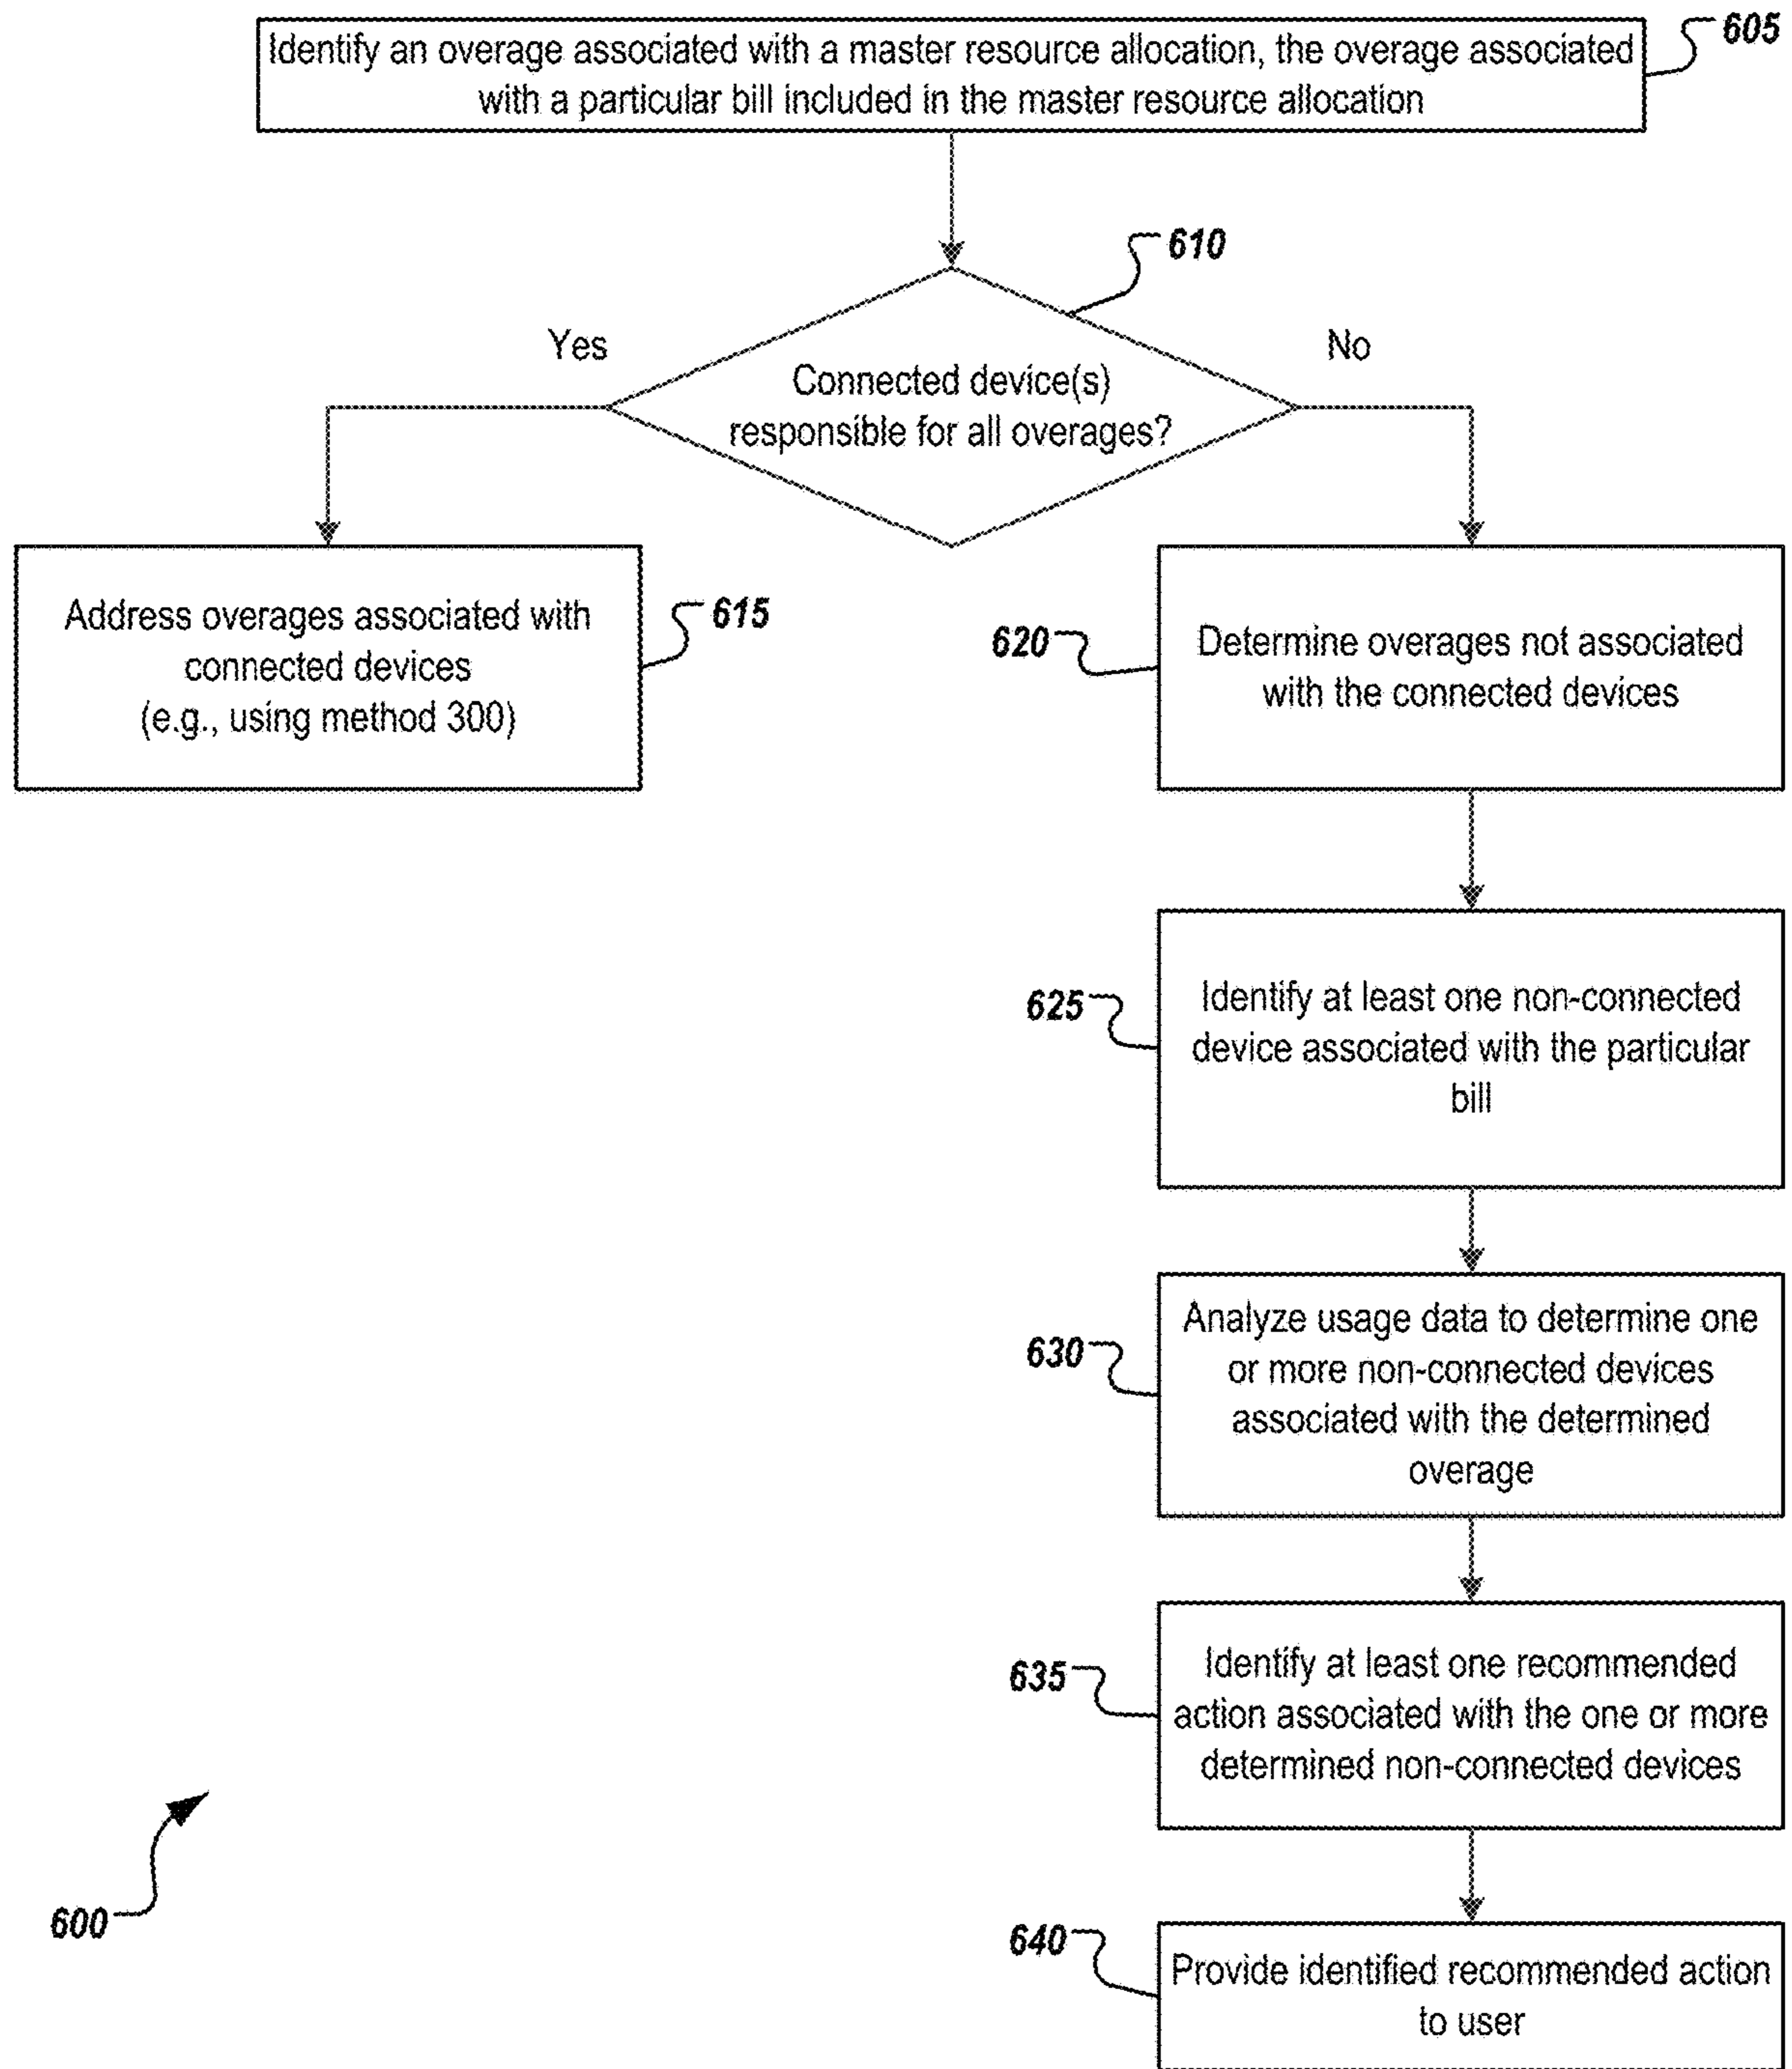 Identify an overage associated with a master resource allocation, the overage associated
with a particular bill included in the master resource allocation
605
610
Yes
No
Connected device(s)
responsible for all overages?
Address overages associated with
connected devices
(e.g., using method 300)
615
620
Determine overages not associated
with the connected devices
625
Identify at least one non-connected
device associated with the particular
bill
630
Analyze usage data to determine one
or more non-connected devices
associated with the determined
overage
635
Identify at least one recommended
action associated with the one or more
determined non-connected devices
600
640
Provide identified recommended action
to user